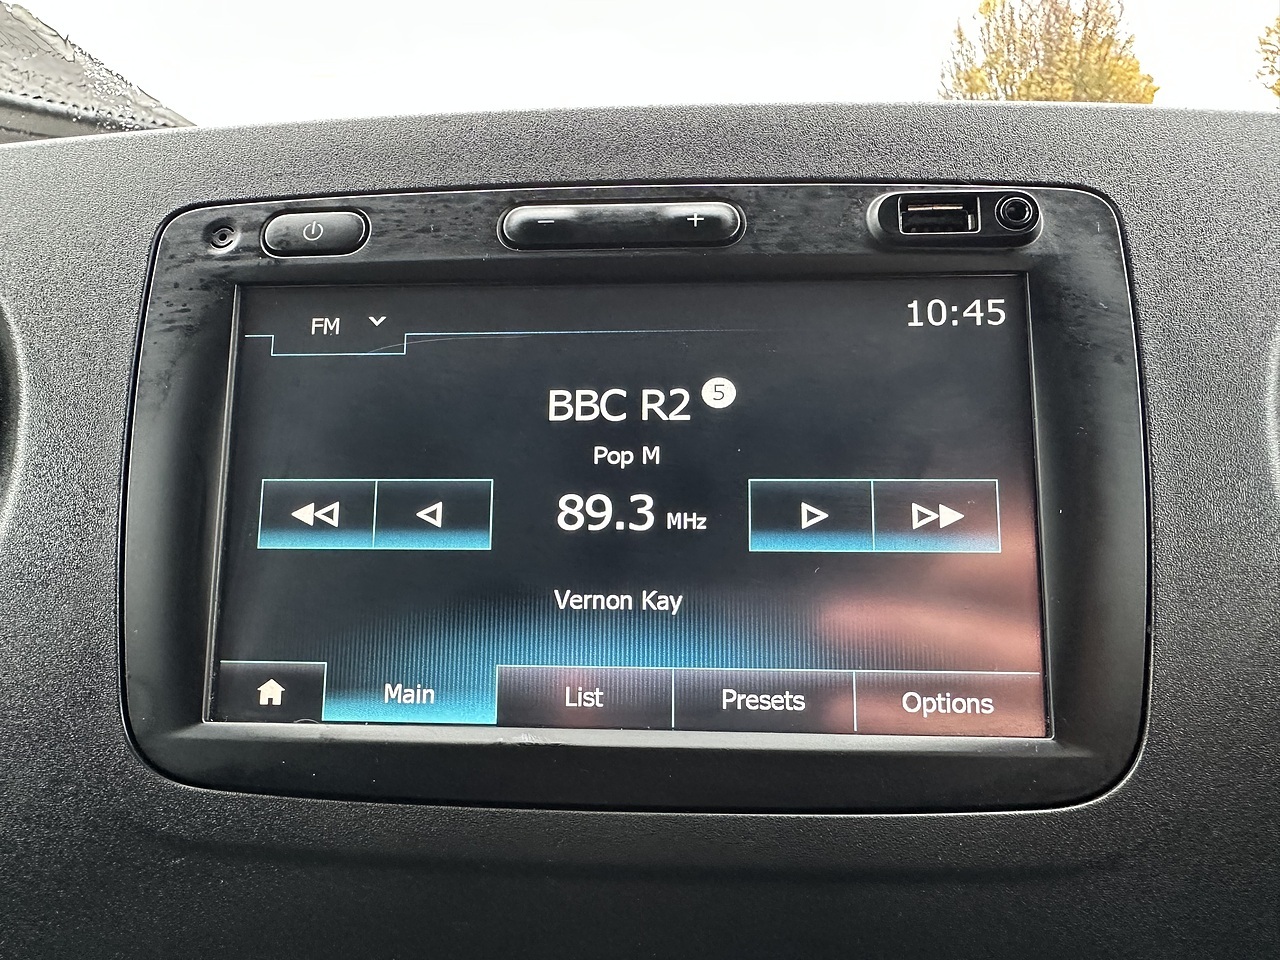 − +
FM
10:45
BBC R2 5
Pop M
89.3 MHz
Vernon Kay
Main List Presets Options